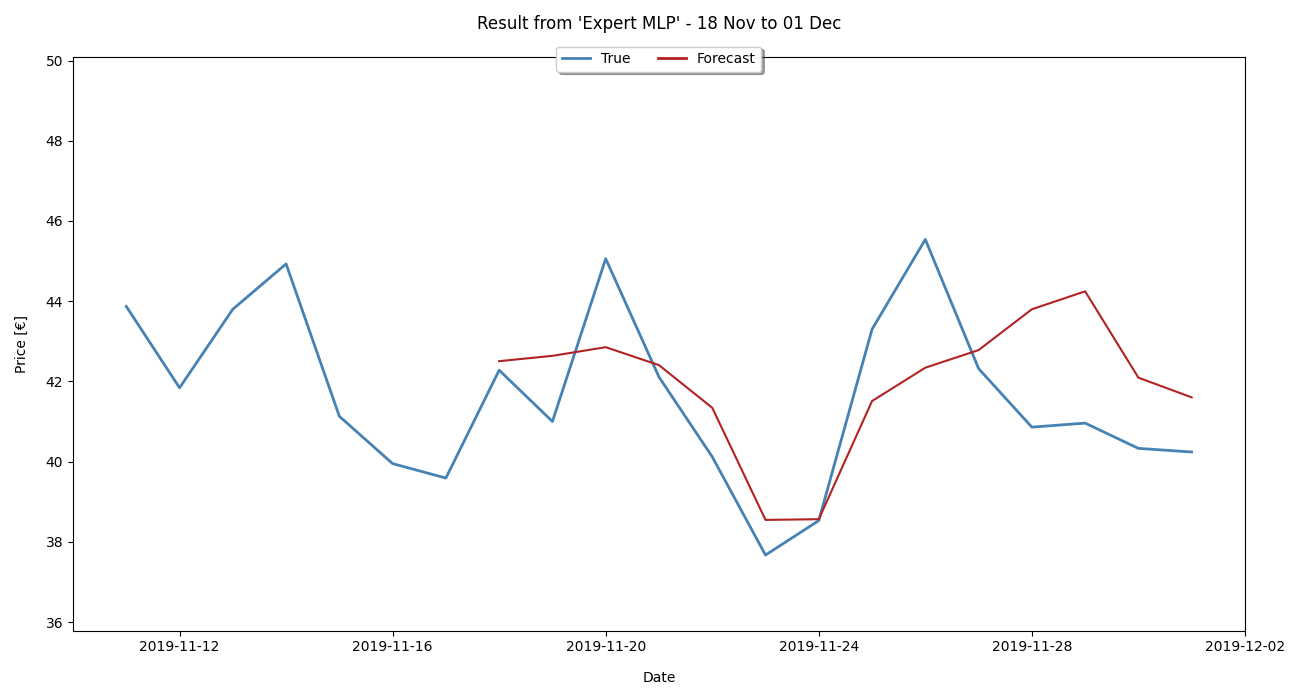 Result from 'Expert MLP' - 18 Nov to 01 Dec
True Forecast
50
48
46
44
42
40
38
36
Price [€]
2019-11-12 2019-11-16 2019-11-20 2019-11-24 2019-11-28 2019-12-02
Date